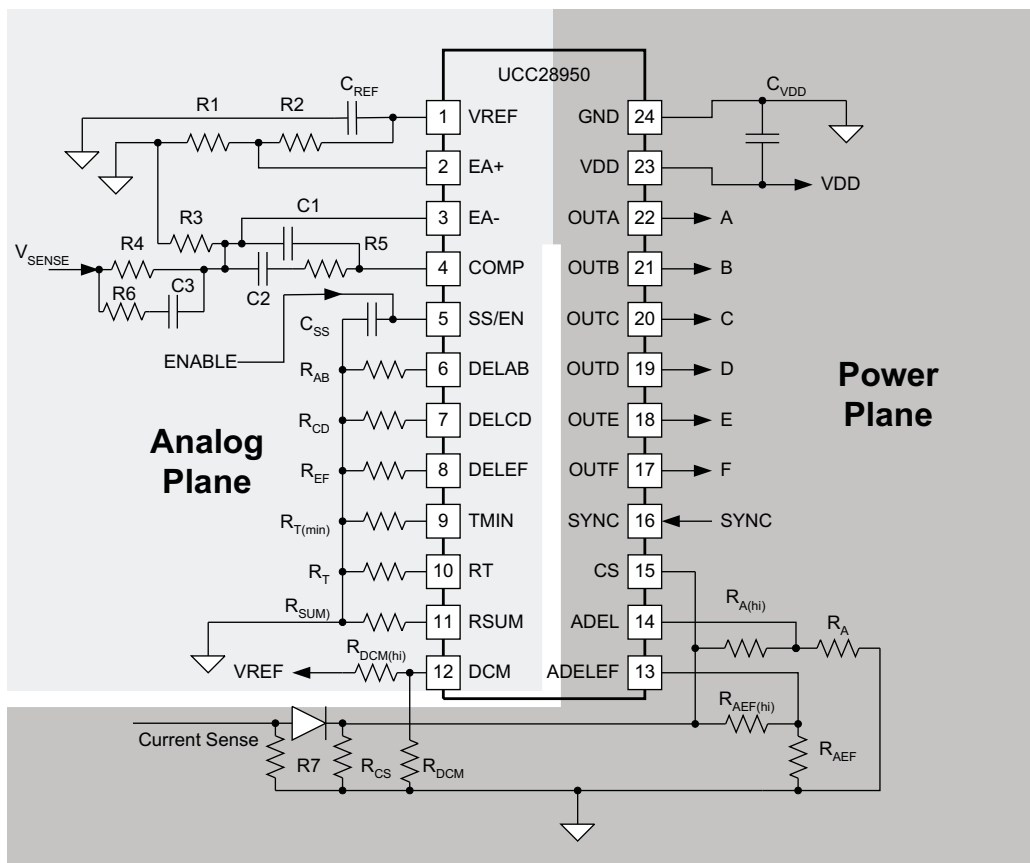 UCC28950
C_REF
C_VDD
R1
R2
1
VREF
GND
24
2
EA+
VDD
23
VDD
3
EA-
OUTA
22
A
C1
R3
R5
V_SENSE
R4
4
COMP
OUTB
21
B
R6
C3
C2
C_SS
5
SS/EN
OUTC
20
C
ENABLE
R_AB
6
DELAB
OUTD
19
D
Power
Plane
R_CD
7
DELCD
OUTE
18
E
Analog
Plane
R_EF
8
DELEF
OUTF
17
F
R_T(min)
9
TMIN
SYNC
16
SYNC
R_T
10
RT
CS
15
R_A(hi)
R_SUM)
11
RSUM
ADEL
14
R_A
R_DCM(hi)
VREF
12
DCM
ADELEF
13
R_AEF(hi)
Current Sense
R7
R_CS
R_DCM
R_AEF